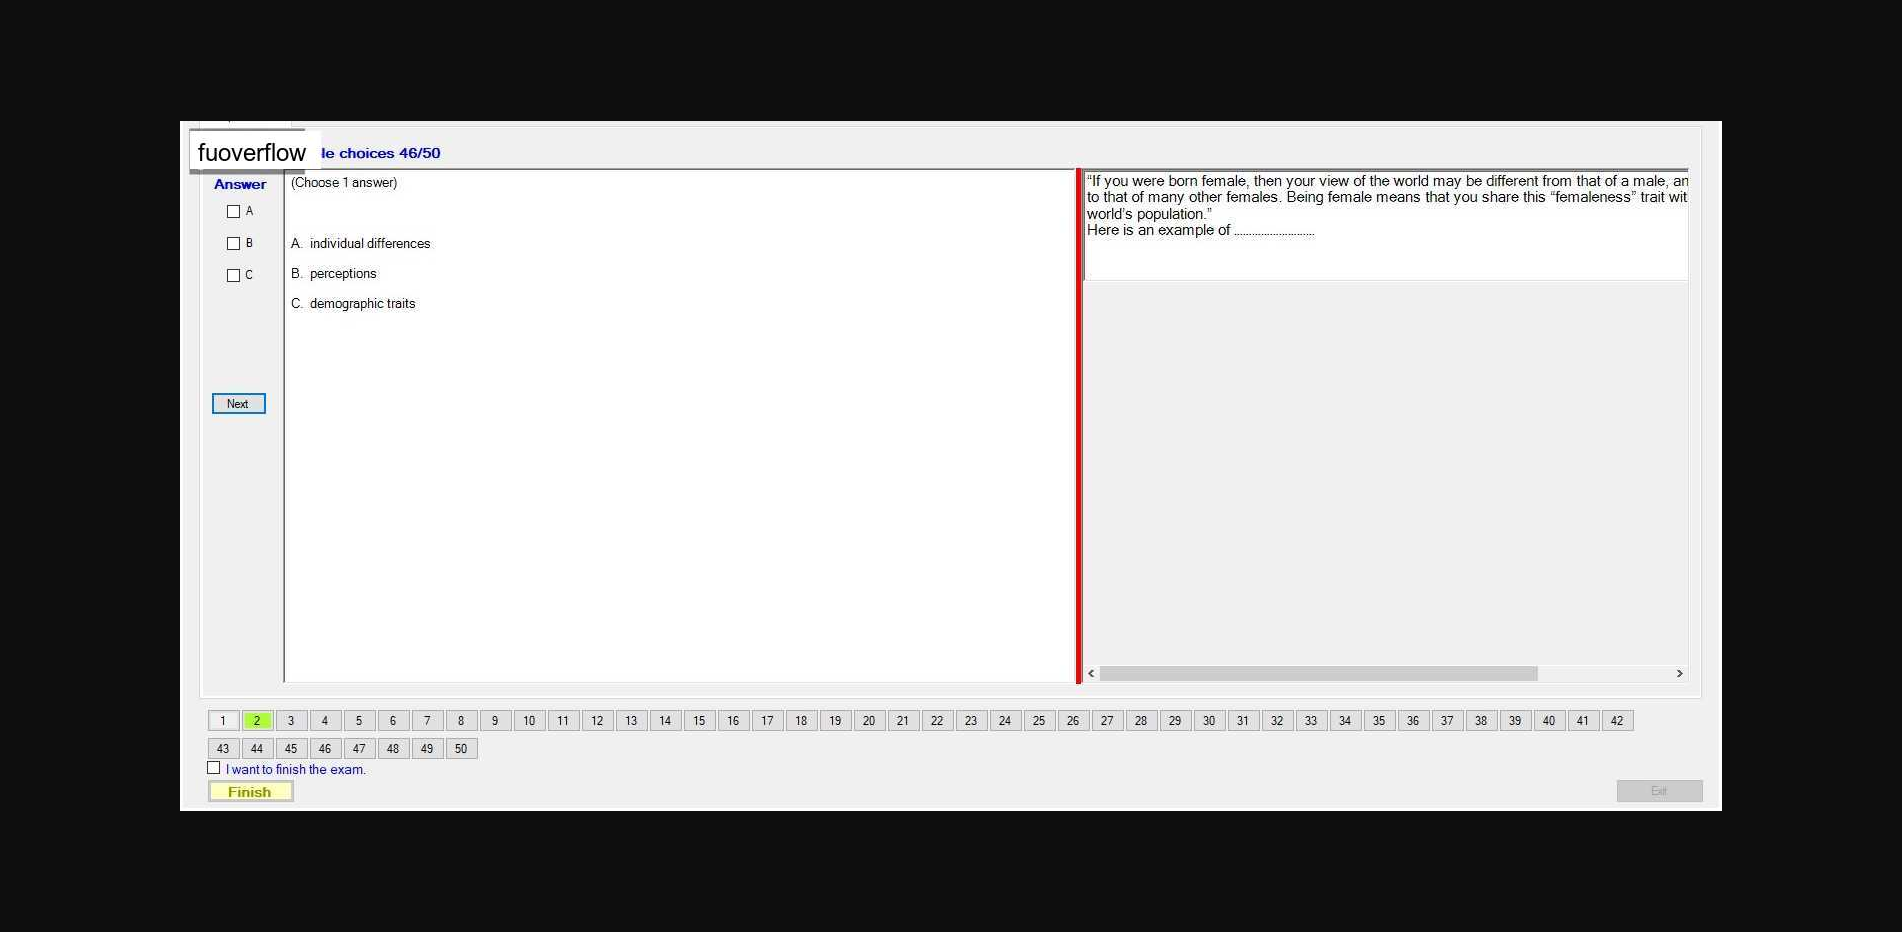 fuoverflow
le choices 46/50
Answer
A
B
C
Next
(Choose 1 answer)
A. individual differences
B. perceptions
C. demographic traits
“If you were born female, then your view of the world may be different from that of a male, an
to that of many other females. Being female means that you share this “femaleness” trait wit
world’s population.”
Here is an example of ...........................
1 2 3 4 5 6 7 8 9 10 11 12 13 14 15 16 17 18 19 20 21 22 23 24 25 26 27 28 29 30 31 32 33 34 35 36 37 38 39 40 41 42
43 44 45 46 47 48 49 50
I want to finish the exam.
Finish
Exit